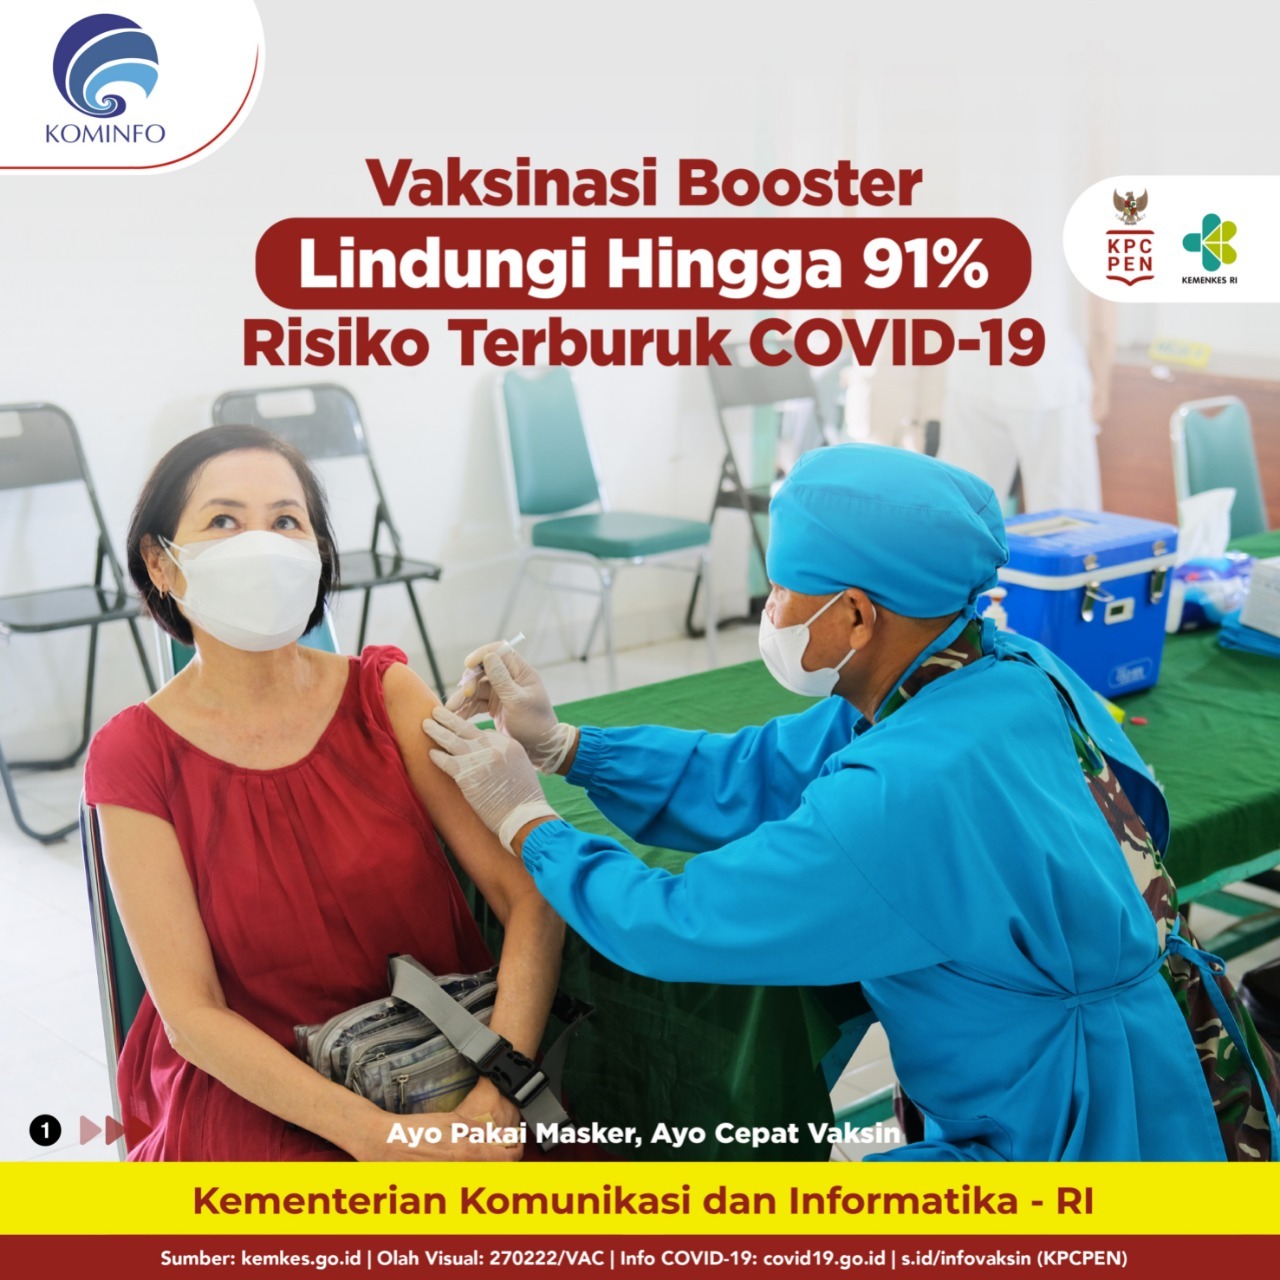 KOMINFO
Vaksinasi Booster
Lindungi Hingga 91%
Risiko Terburuk COVID-19
KPC
PEN
KEMENKES RI
1
Ayo Pakai Masker, Ayo Cepat Vaksin
Kementerian Komunikasi dan Informatika - RI
Sumber: kemkes.go.id | Olah Visual: 270222/VAC | Info COVID-19: covid19.go.id | s.id/infovaksin (KPCPEN)